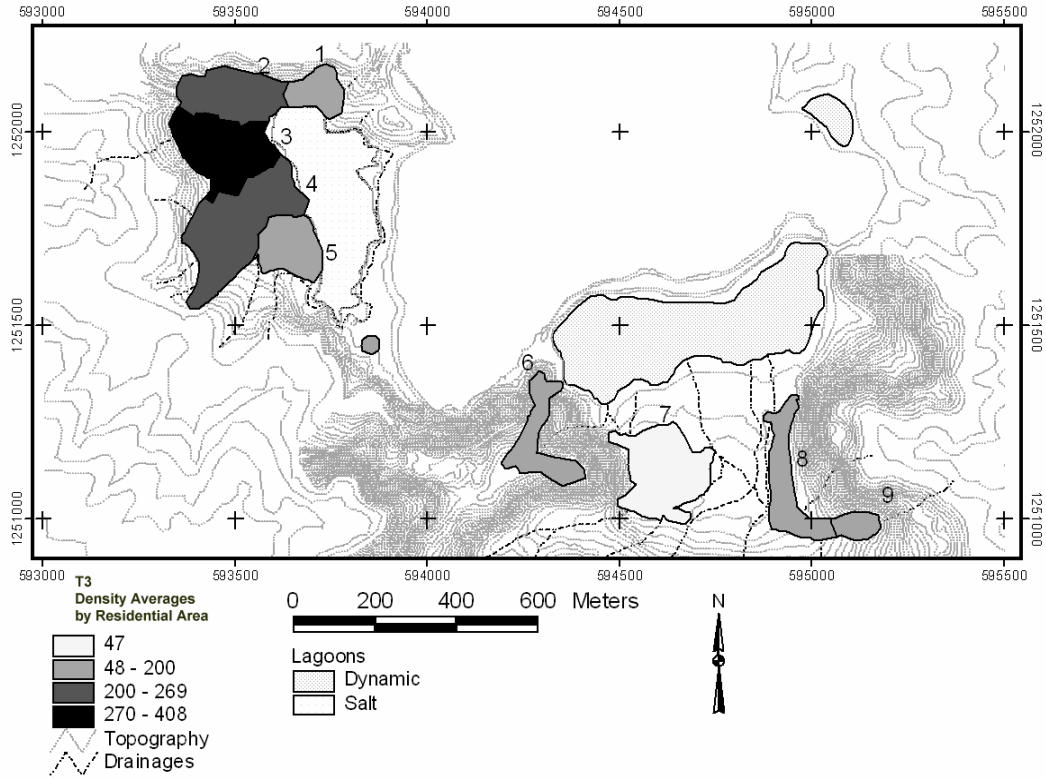 593000 593500 594000 594500 595000 595500
1252000
1251500
1251000
1252000
1251500
1251000
1
2
3
4
5
6
7
8
9
593000 593500 594000 594500 595000 595500
T3
Density Averages
by Residential Area
47
48 - 200
200 - 269
270 - 408
Topography
Drainages
0 200 400 600 Meters
Lagoons
Dynamic
Salt
N